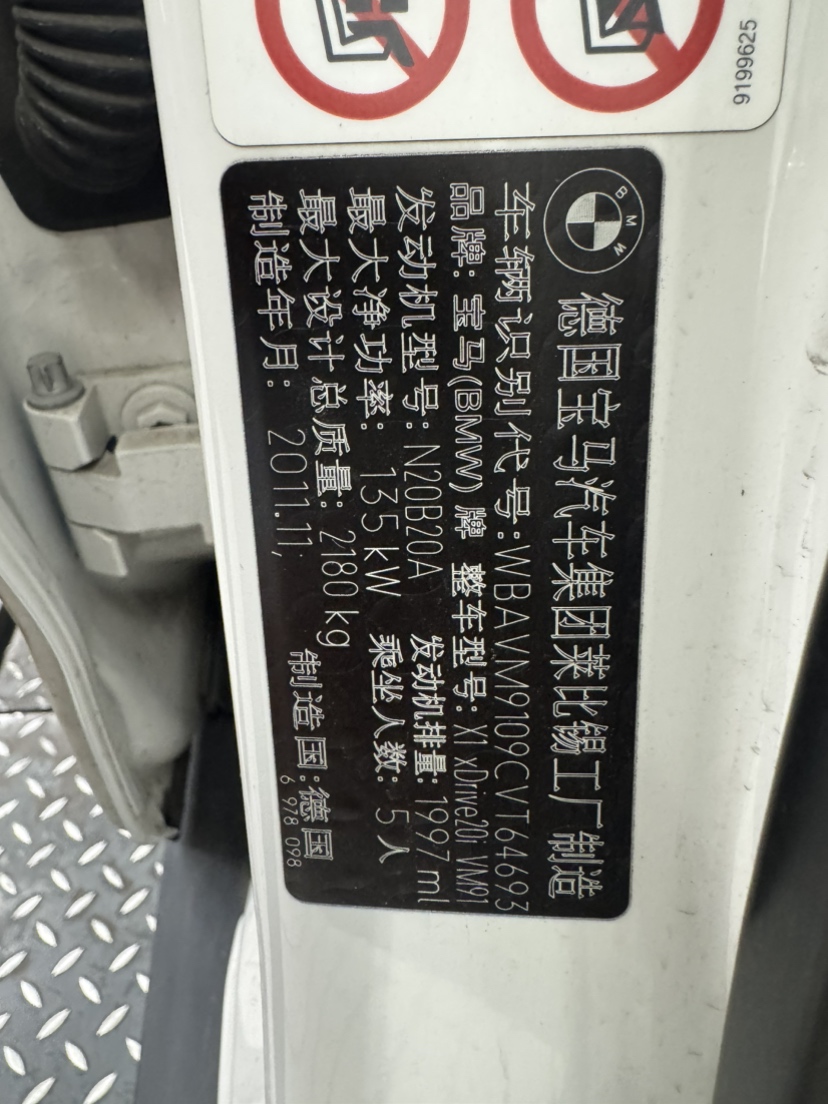 9199625
BMW
德国宝马汽车集团莱比锡工厂制造
车辆识别代号:WBAVM9109CVT64693
品牌: 宝马(BMW) 牌 整车型号: X1 xDrive20i VM91
发动机型号: N20B20A 发动机排量: 1997 ml
最大净功率: 135 kW 乘坐人数: 5 人
最大设计总质量: 2180 kg
制造年月: 2011.11; 制造国: 德国
6 978 098